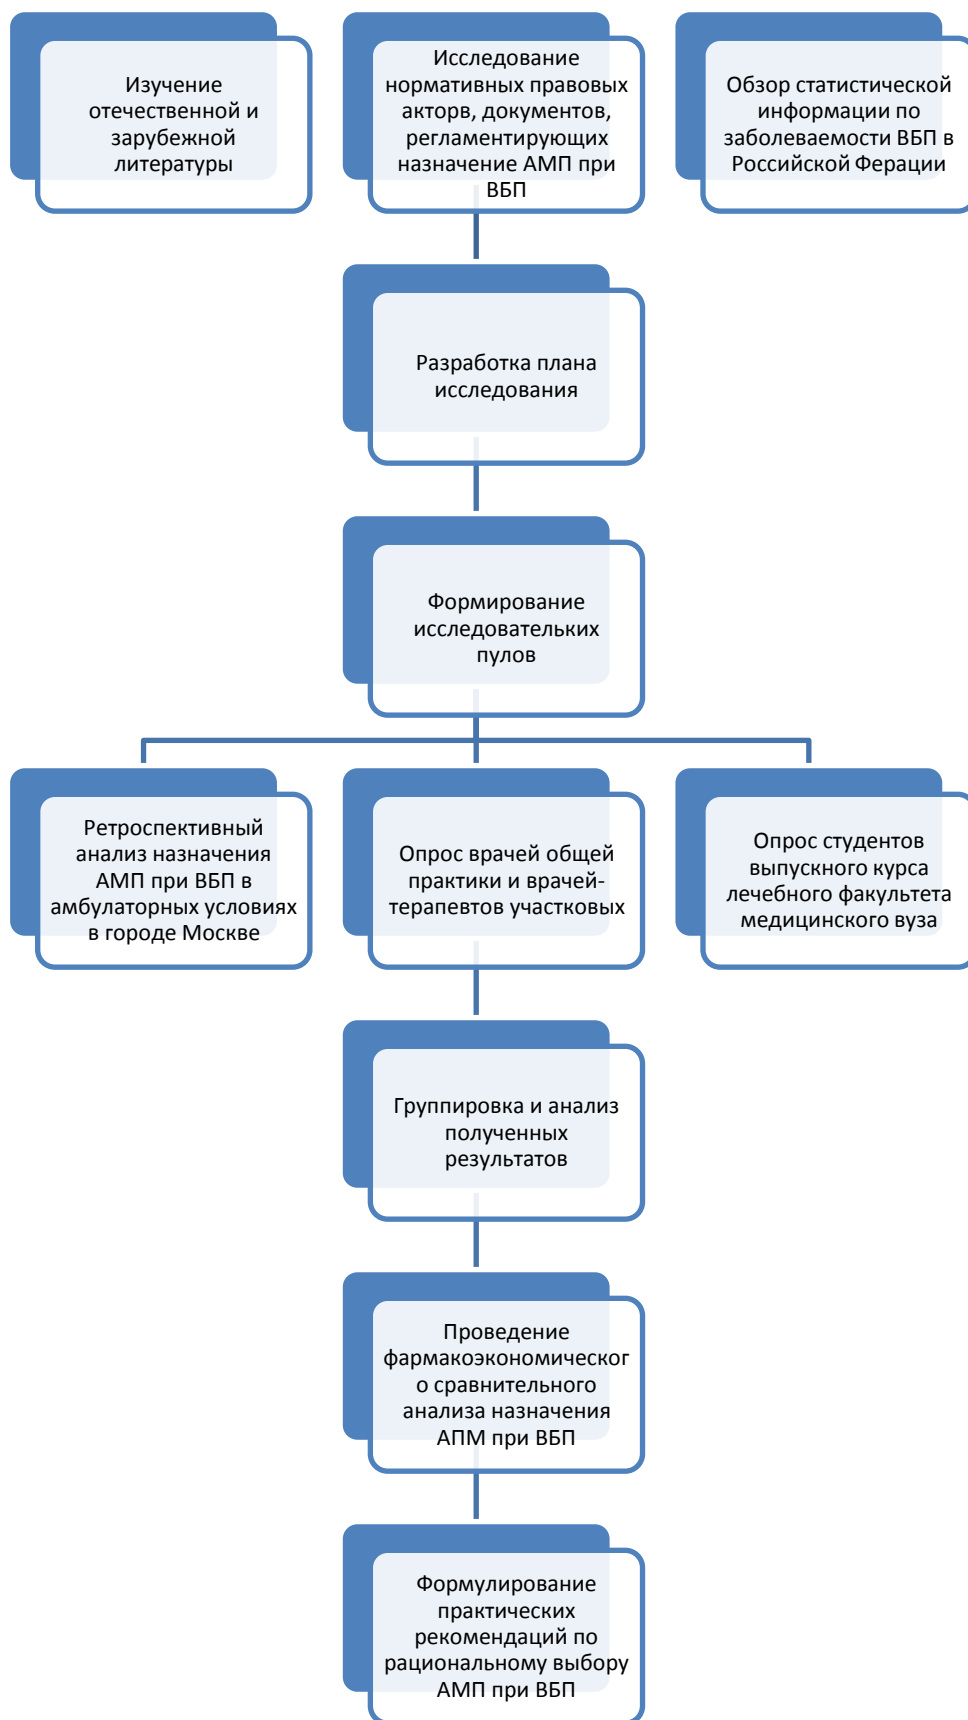 Изучение
отечественной и
зарубежной
литературы
Исследование
нормативных правовых
акторв, документов,
регламентирующих
назначение АМП при
ВБП
Обзор статистической
информации по
заболеваемости ВБП в
Российской Ферации
Разработка плана
исследования
Формирование
исследовательких
пулов
Ретроспективный
анализ назначения
АМП при ВБП в
амбулаторных условиях
в городе Москве
Опрос врачей общей
практики и врачей-
терапевтов участковых
Опрос студентов
выпускного курса
лечебного факультета
медицинского вуза
Группировка и анализ
полученных
результатов
Проведение
фармакоэкономическог
о сравнительного
анализа назначения
АПМ при ВБП
Формулирование
практических
рекомендаций по
рациональному выбору
АМП при ВБП